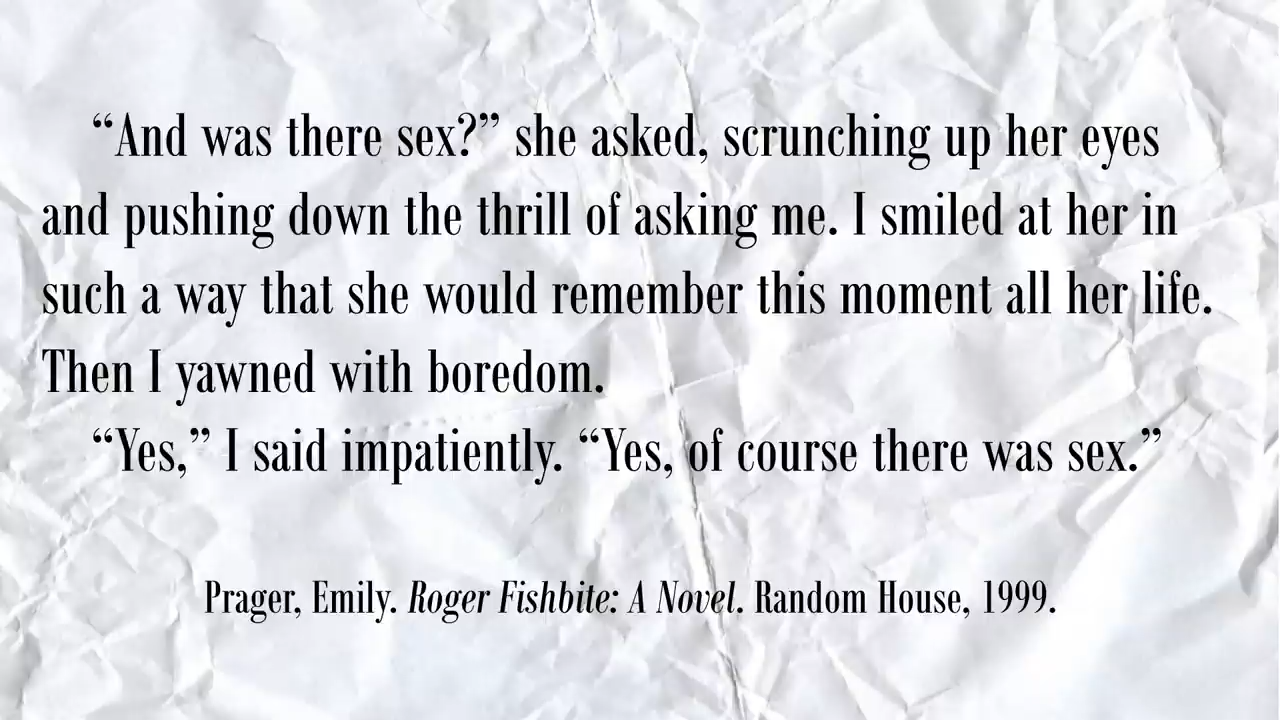 “And was there sex?” she asked, scrunching up her eyes
and pushing down the thrill of asking me. I smiled at her in
such a way that she would remember this moment all her life.
Then I yawned with boredom.
“Yes,” I said impatiently. “Yes, of course there was sex.”
Prager, Emily. Roger Fishbite: A Novel. Random House, 1999.